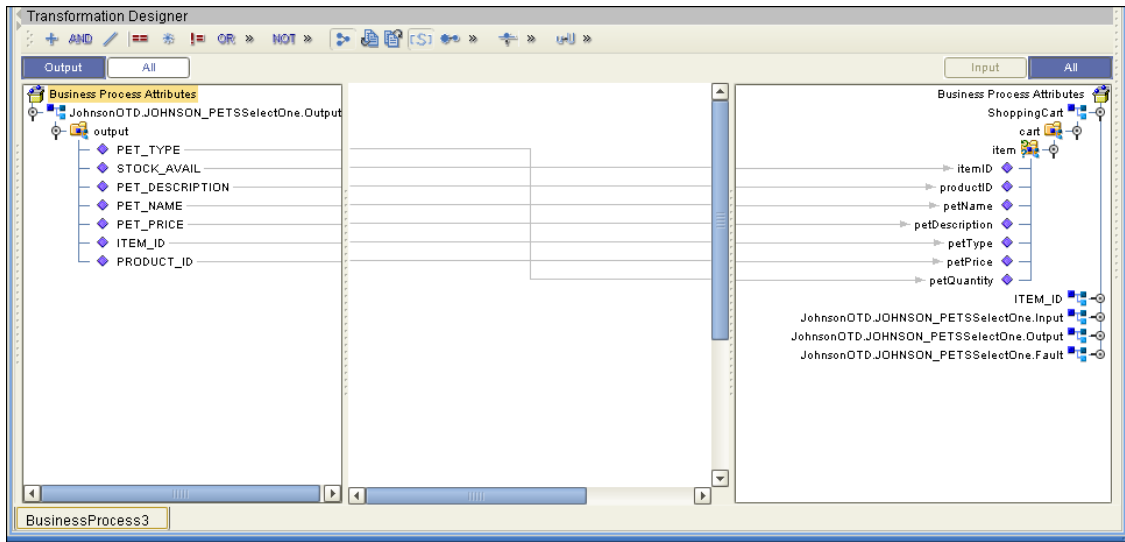 Transformation Designer
AND == != OR » NOT » [S] » » »
Output All Input All
Business Process Attributes
JohnsonOTD.JOHNSON_PETSSelectOne.Output
output
PET_TYPE
STOCK_AVAIL
PET_DESCRIPTION
PET_NAME
PET_PRICE
ITEM_ID
PRODUCT_ID
Business Process Attributes
ShoppingCart
cart
item
itemID
productID
petName
petDescription
petType
petPrice
petQuantity
ITEM_ID
JohnsonOTD.JOHNSON_PETSSelectOne.Input
JohnsonOTD.JOHNSON_PETSSelectOne.Output
JohnsonOTD.JOHNSON_PETSSelectOne.Fault
BusinessProcess3